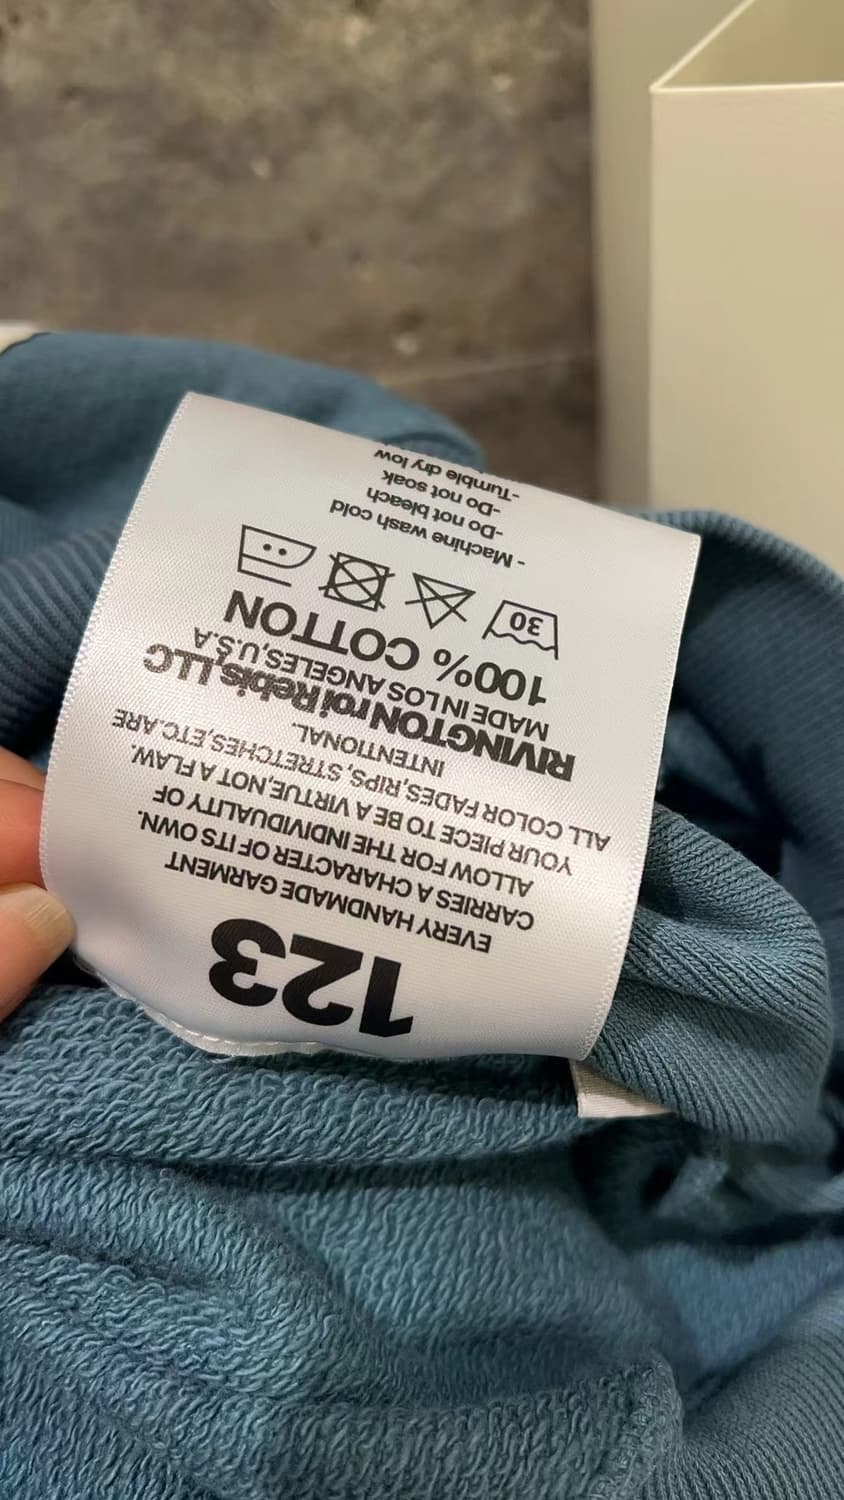 123
EVERY HANDMADE GARMENT
CARRIES A CHARACTER OF ITS OWN.
ALLOW FOR THE INDIVIDUALITY OF
YOUR PIECE TO BE A VIRTUE,NOT A FLAW.
ALL COLOR FADES,RIPS, STRETCHES,ETC.ARE
INTENTIONAL.
RIVINGTON roi Rebis, LLC
MADE IN LOS ANGELES,U.S.A
100% COTTON
30
- Machine wash cold
-Do not bleach
-Do not soak
-Tumble dry low